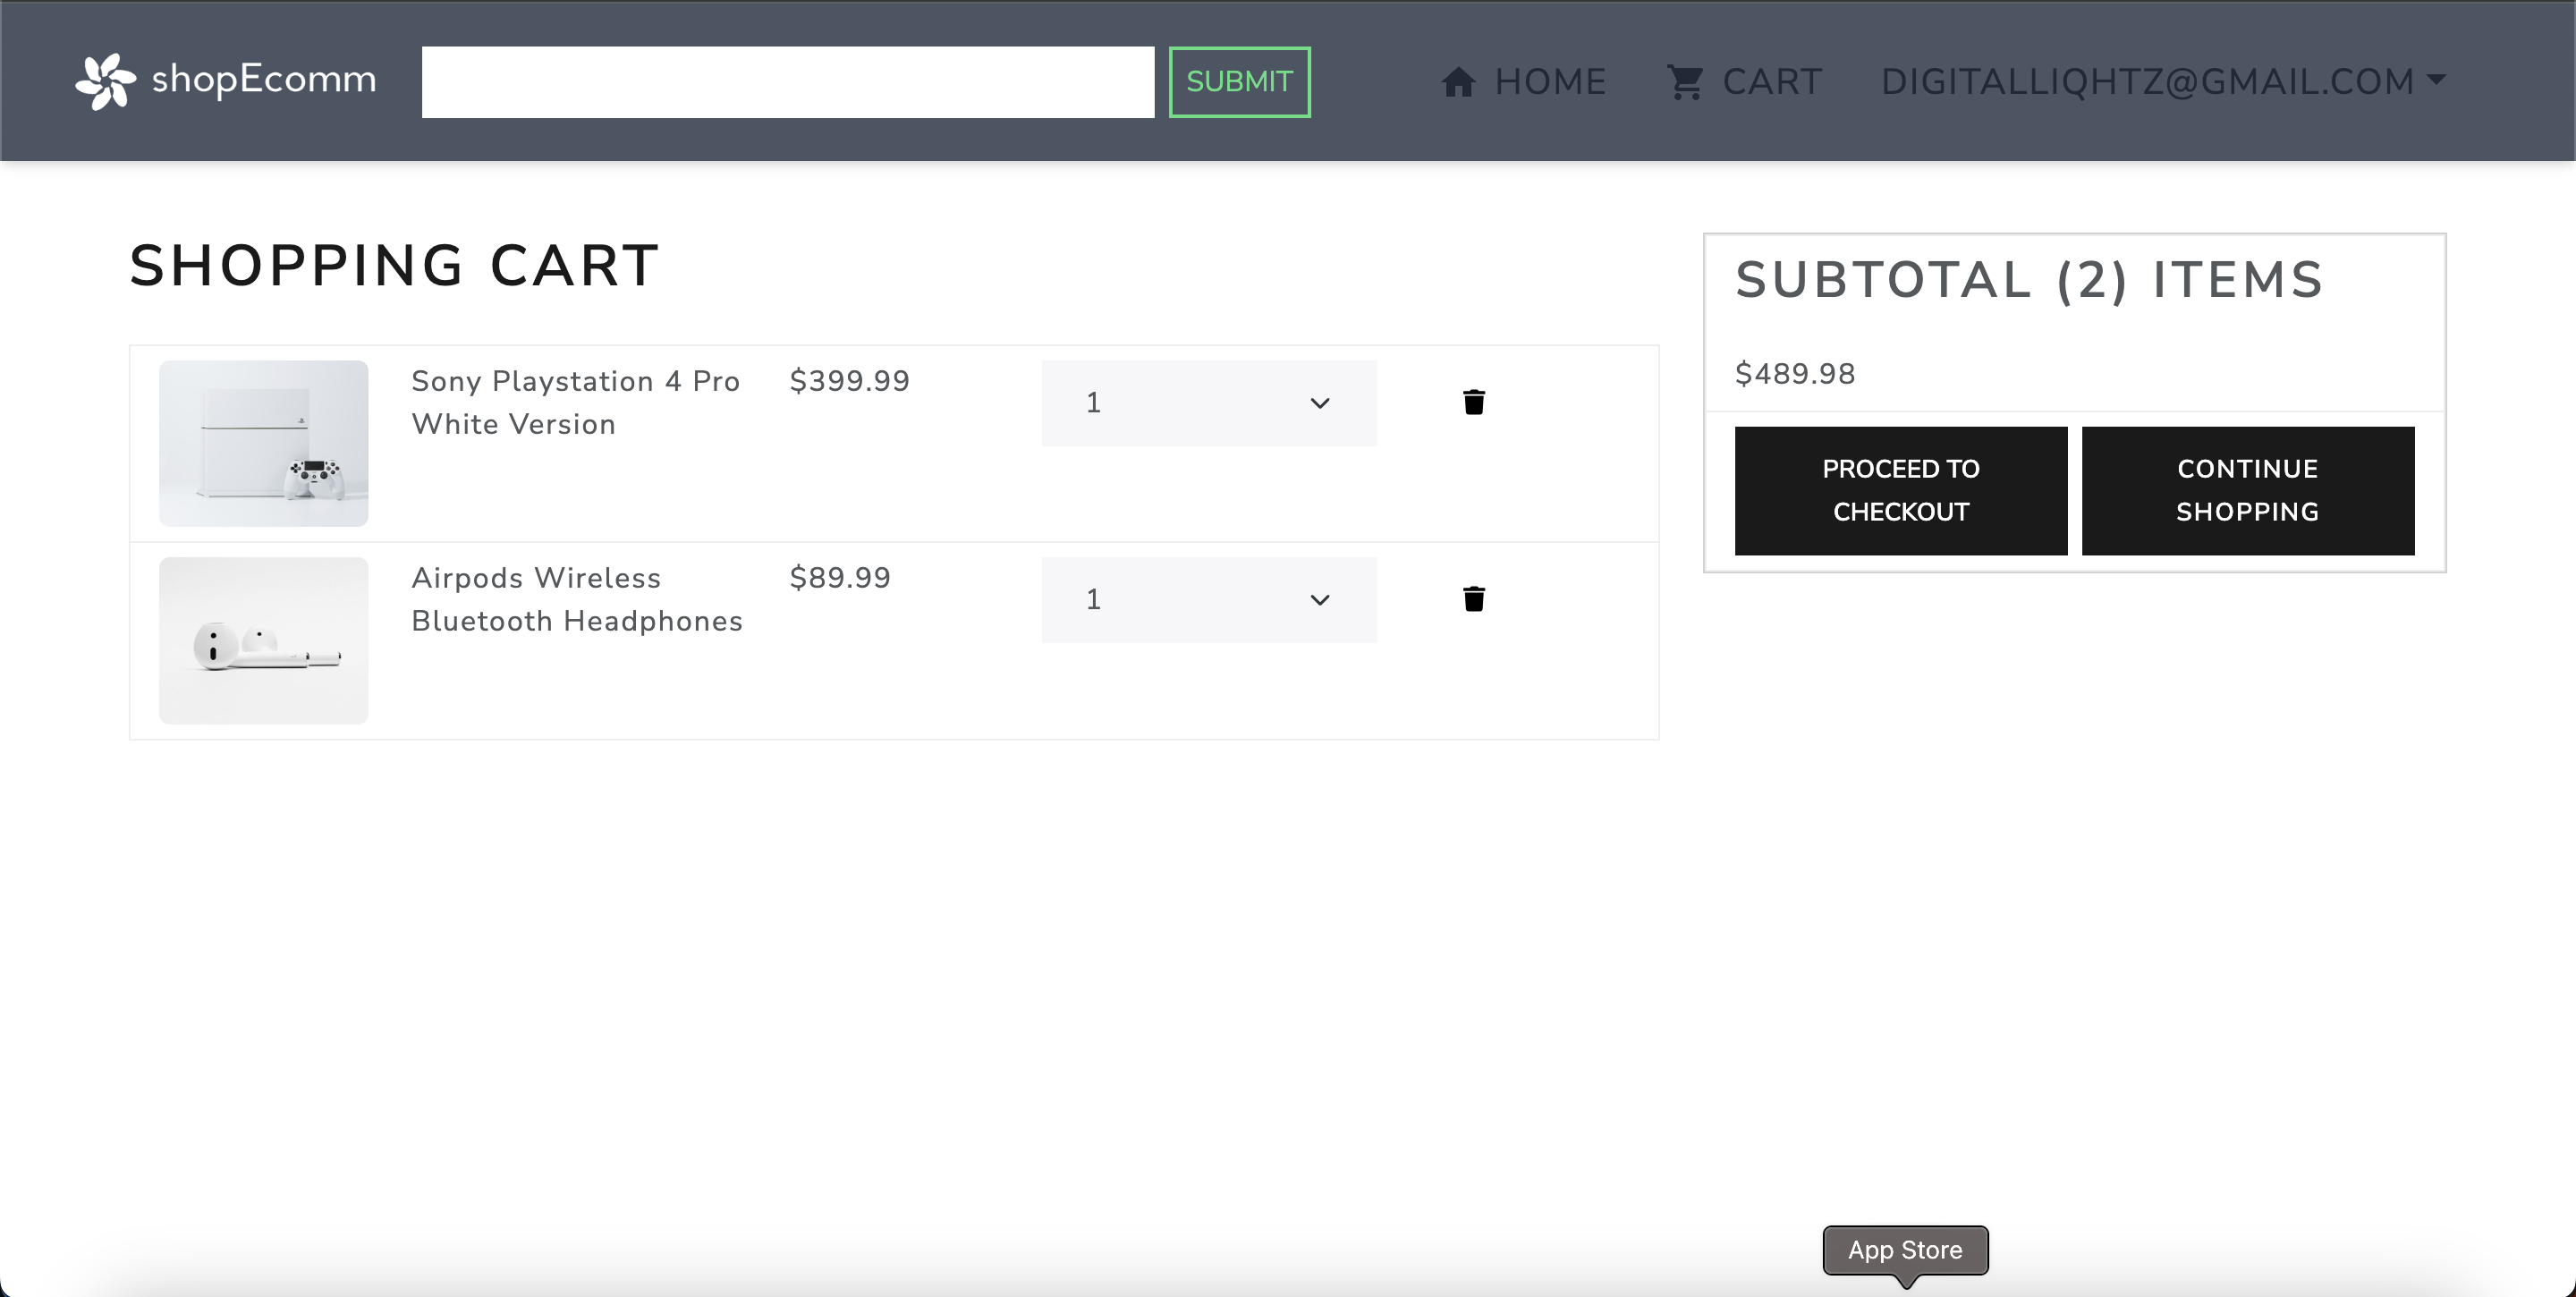 shopEcomm
SUBMIT
HOME
CART
DIGITALLIQHTZ@GMAIL.COM
SHOPPING CART
Sony Playstation 4 Pro
White Version
$399.99
1
Airpods Wireless
Bluetooth Headphones
$89.99
1
SUBTOTAL (2) ITEMS
$489.98
PROCEED TO
CHECKOUT
CONTINUE
SHOPPING
App Store